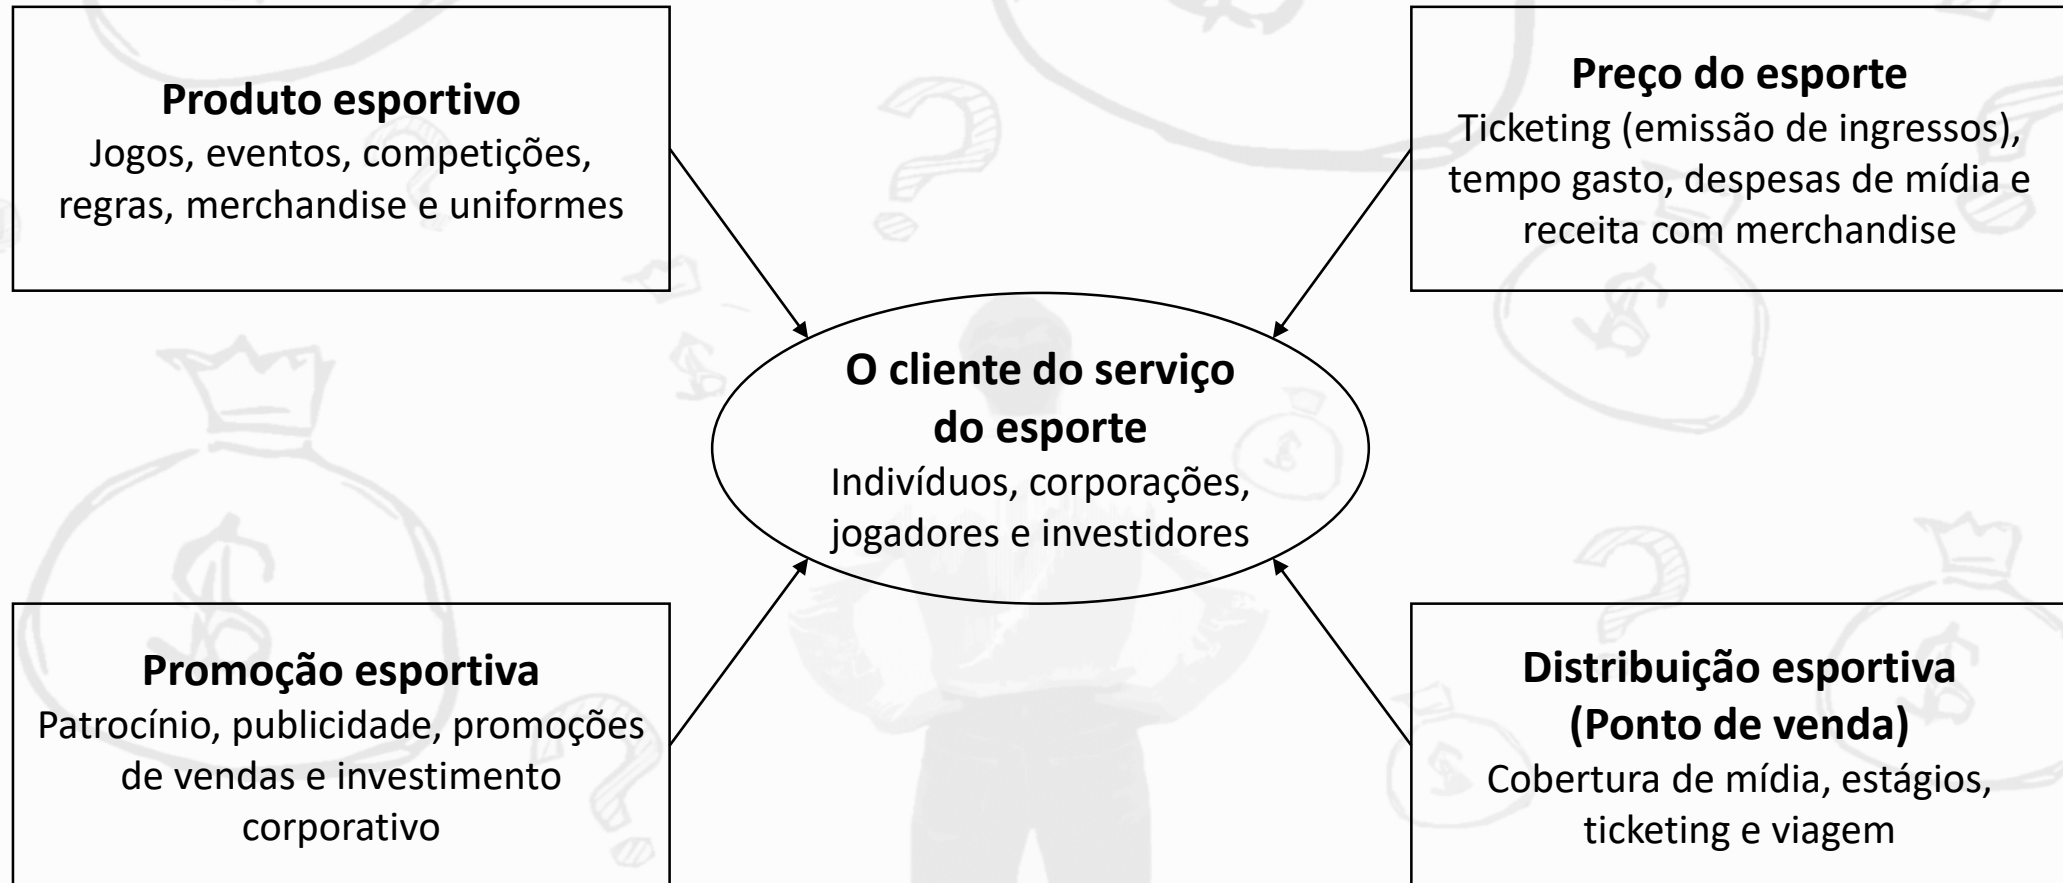 Produto esportivo
Jogos, eventos, competições,
regras, merchandise e uniformes
Preço do esporte
Ticketing (emissão de ingressos),
tempo gasto, despesas de mídia e
receita com merchandise
O cliente do serviço
do esporte
Indivíduos, corporações,
jogadores e investidores
Promoção esportiva
Patrocínio, publicidade, promoções
de vendas e investimento
corporativo
Distribuição esportiva
(Ponto de venda)
Cobertura de mídia, estágios,
ticketing e viagem